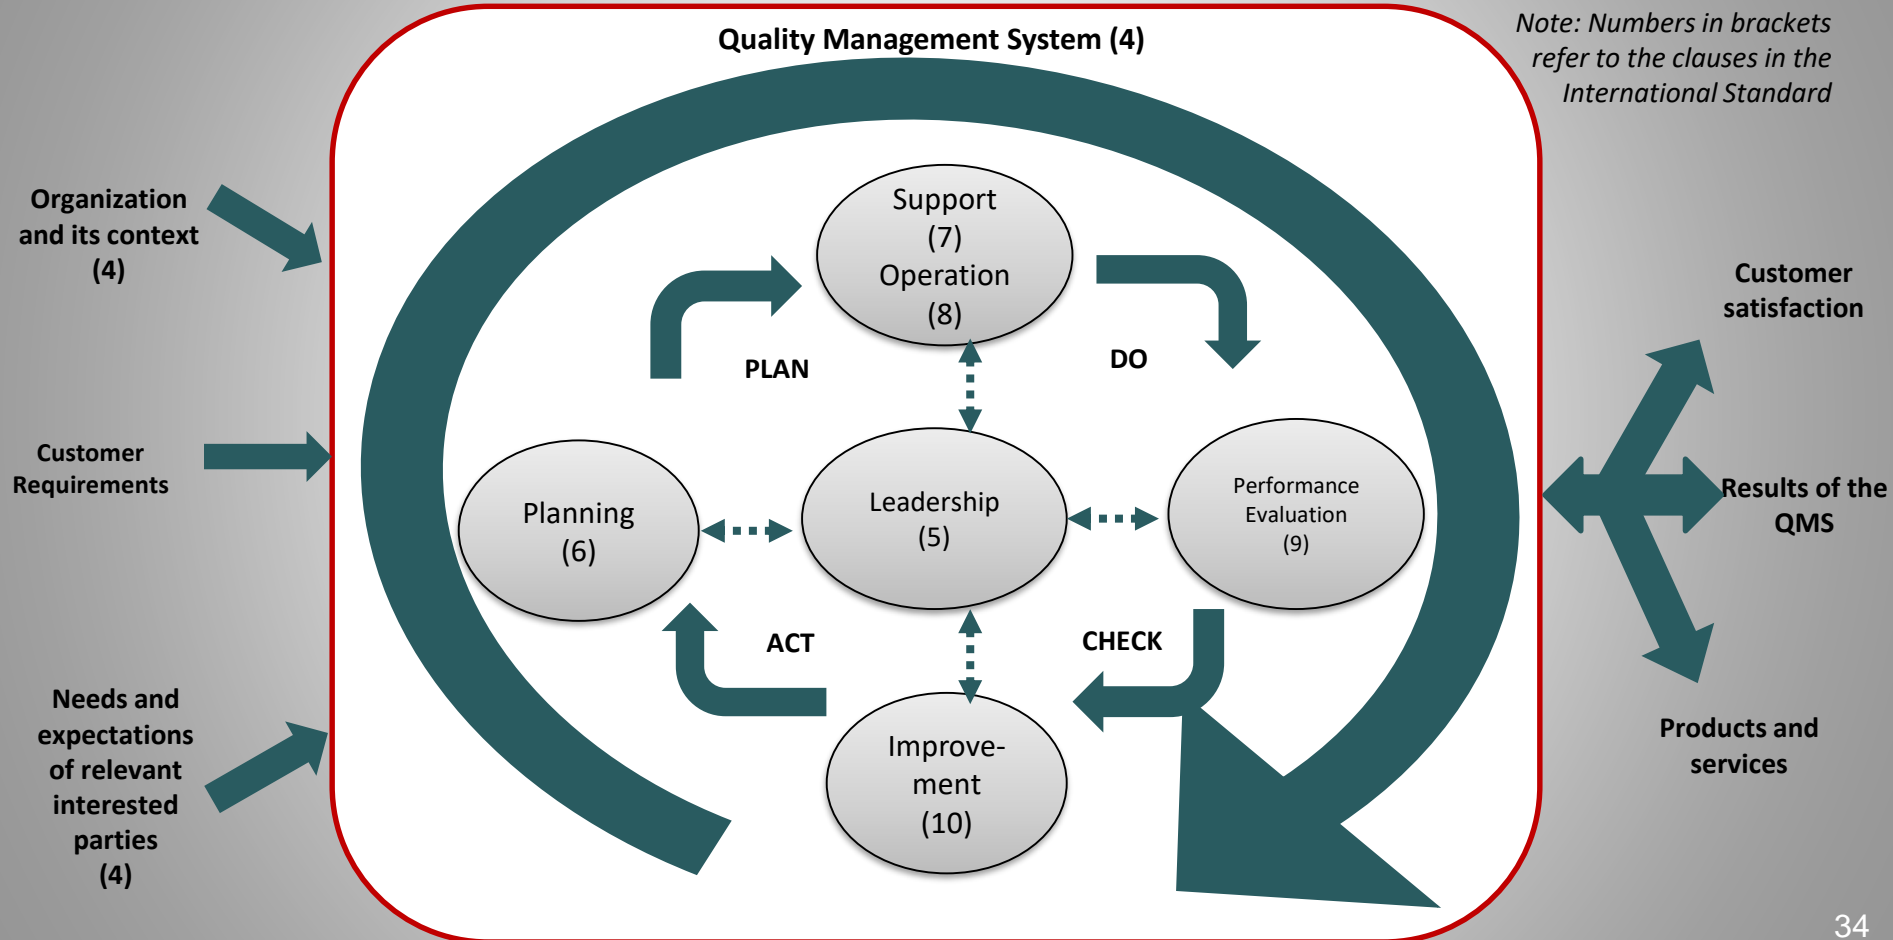 Quality Management System (4)
Note: Numbers in brackets
refer to the clauses in the
International Standard
Organization
and its context
(4)
Customer
Requirements
Needs and
expectations
of relevant
interested
parties
(4)
Support
(7)
Operation
(8)
PLAN
DO
Planning
(6)
Leadership
(5)
Performance
Evaluation
(9)
ACT
CHECK
Improve-
ment
(10)
Customer
satisfaction
Results of the
QMS
Products and
services
34